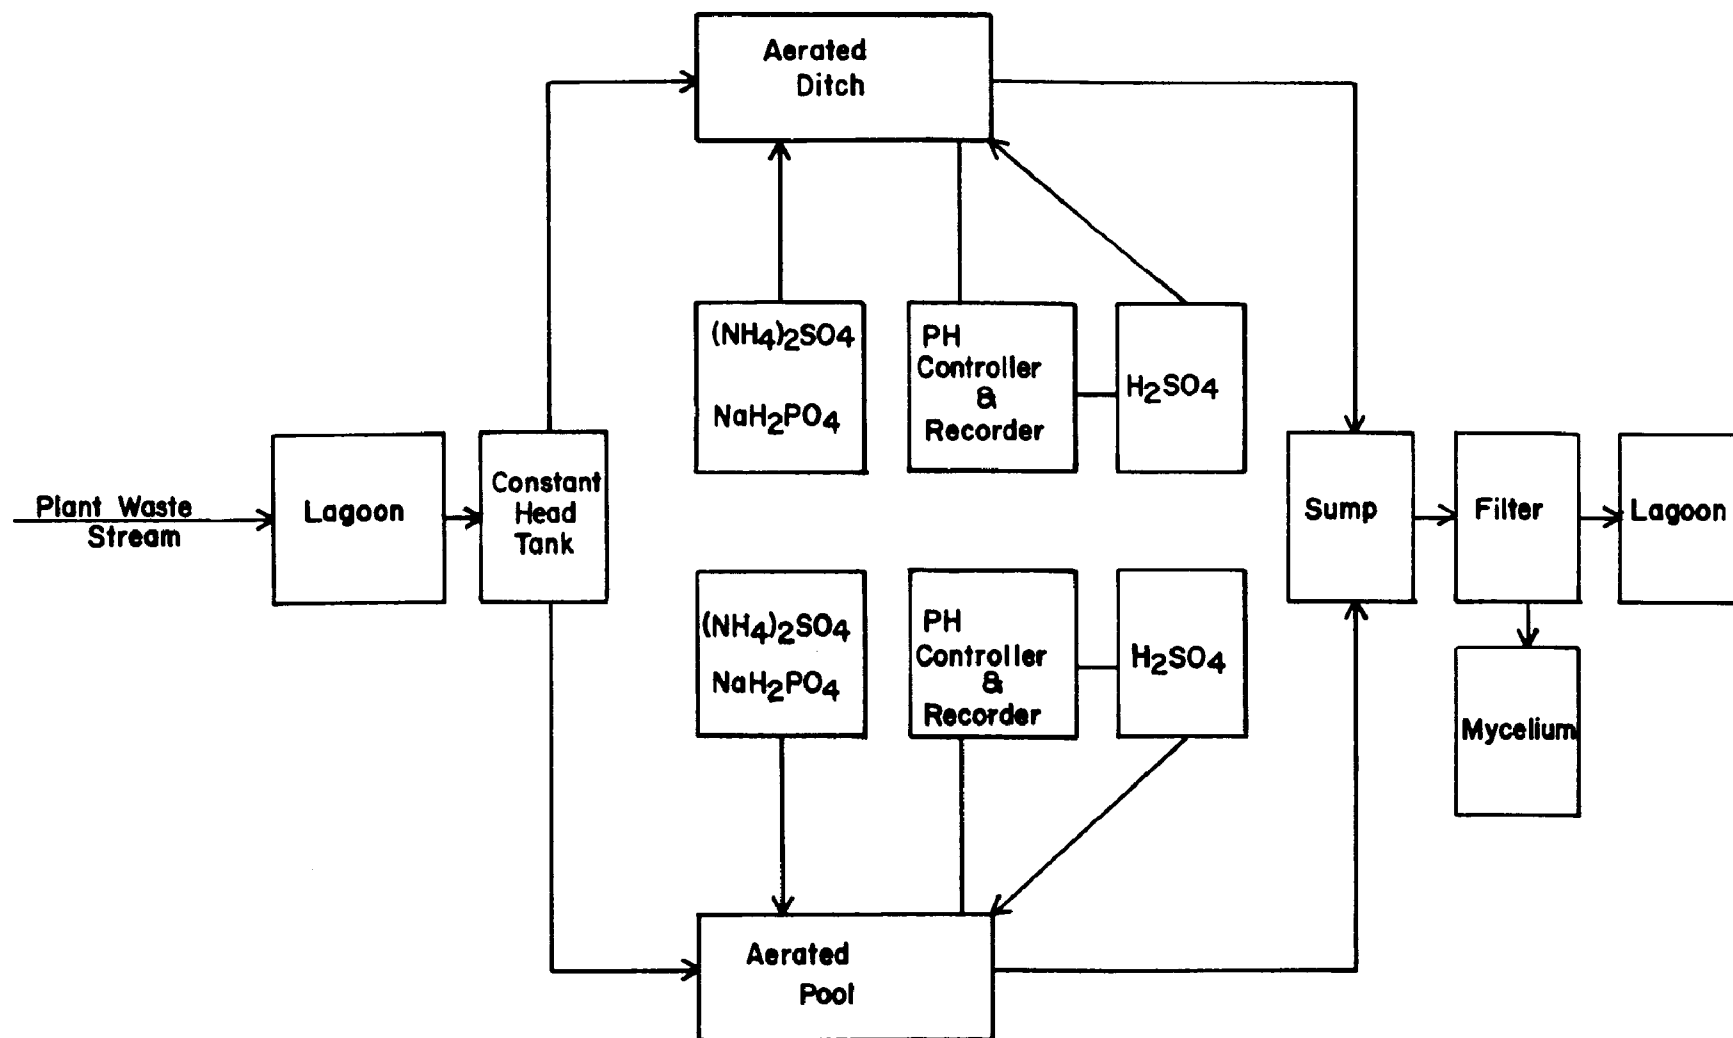 Aerated
Ditch
(NH4)2SO4
NaH2PO4
PH
Controller
&
Recorder
H2SO4
Plant Waste
Stream
Lagoon
Constant
Head
Tank
Sump
Filter
Lagoon
(NH4)2SO4
NaH2PO4
PH
Controller
&
Recorder
H2SO4
Mycelium
Aerated
Pool